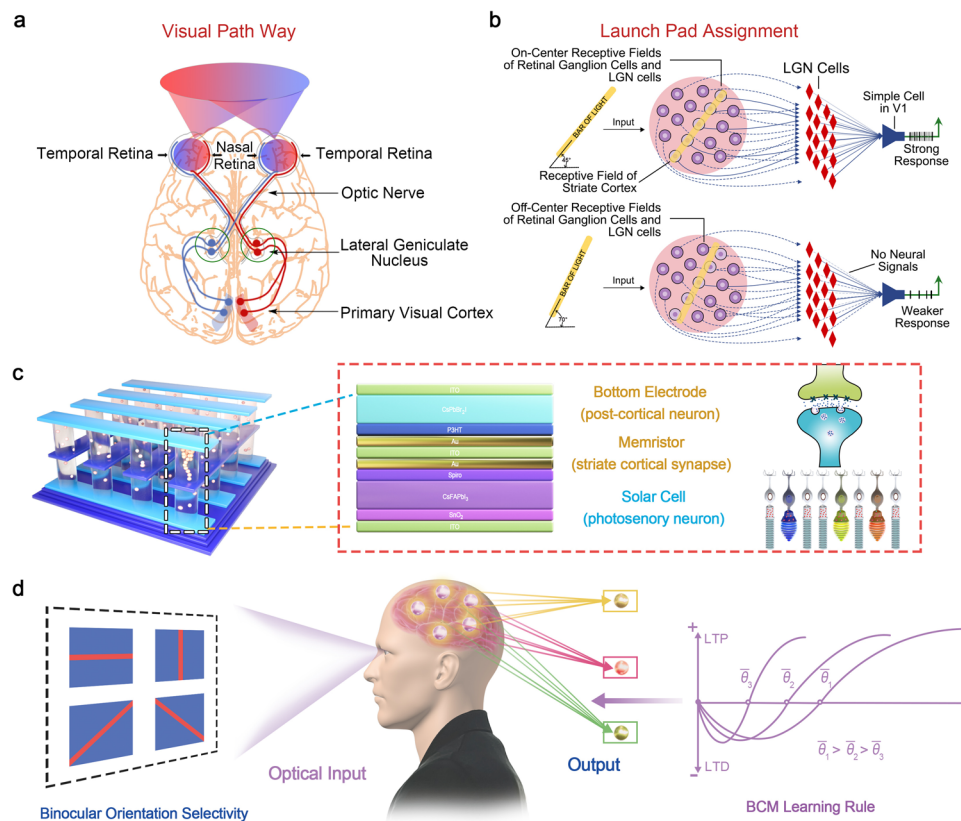 a
Visual Path Way
Temporal Retina
Nasal
Retina
Temporal Retina
Optic Nerve
Lateral Geniculate
Nucleus
Primary Visual Cortex
b
Launch Pad Assignment
On-Center Receptive Fields
of Retinal Ganglion Cells and
LGN cells
LGN Cells
BAR OF LIGHT
Input
45°
Simple Cell
in V1
Strong
Response
Receptive Field of
Striate Cortex
Off-Center Receptive Fields
of Retinal Ganglion Cells and
LGN cells
BAR OF LIGHT
Input
70°
No Neural
Signals
Weaker
Response
c
ITO
CsPbBr₃
P3HT
Au
ITO
Au
Spiro
CsFAPbI₃
SnO₂
ITO
Bottom Electrode
(post-cortical neuron)
Memristor
(striate cortical synapse)
Solar Cell
(photosenory neuron)
d
Binocular Orientation Selectivity
Optical Input
Output
+
LTP
θ̅₃
θ̅₂
θ̅₁
LTD
-
θ̅₁ > θ̅₂ > θ̅₃
BCM Learning Rule